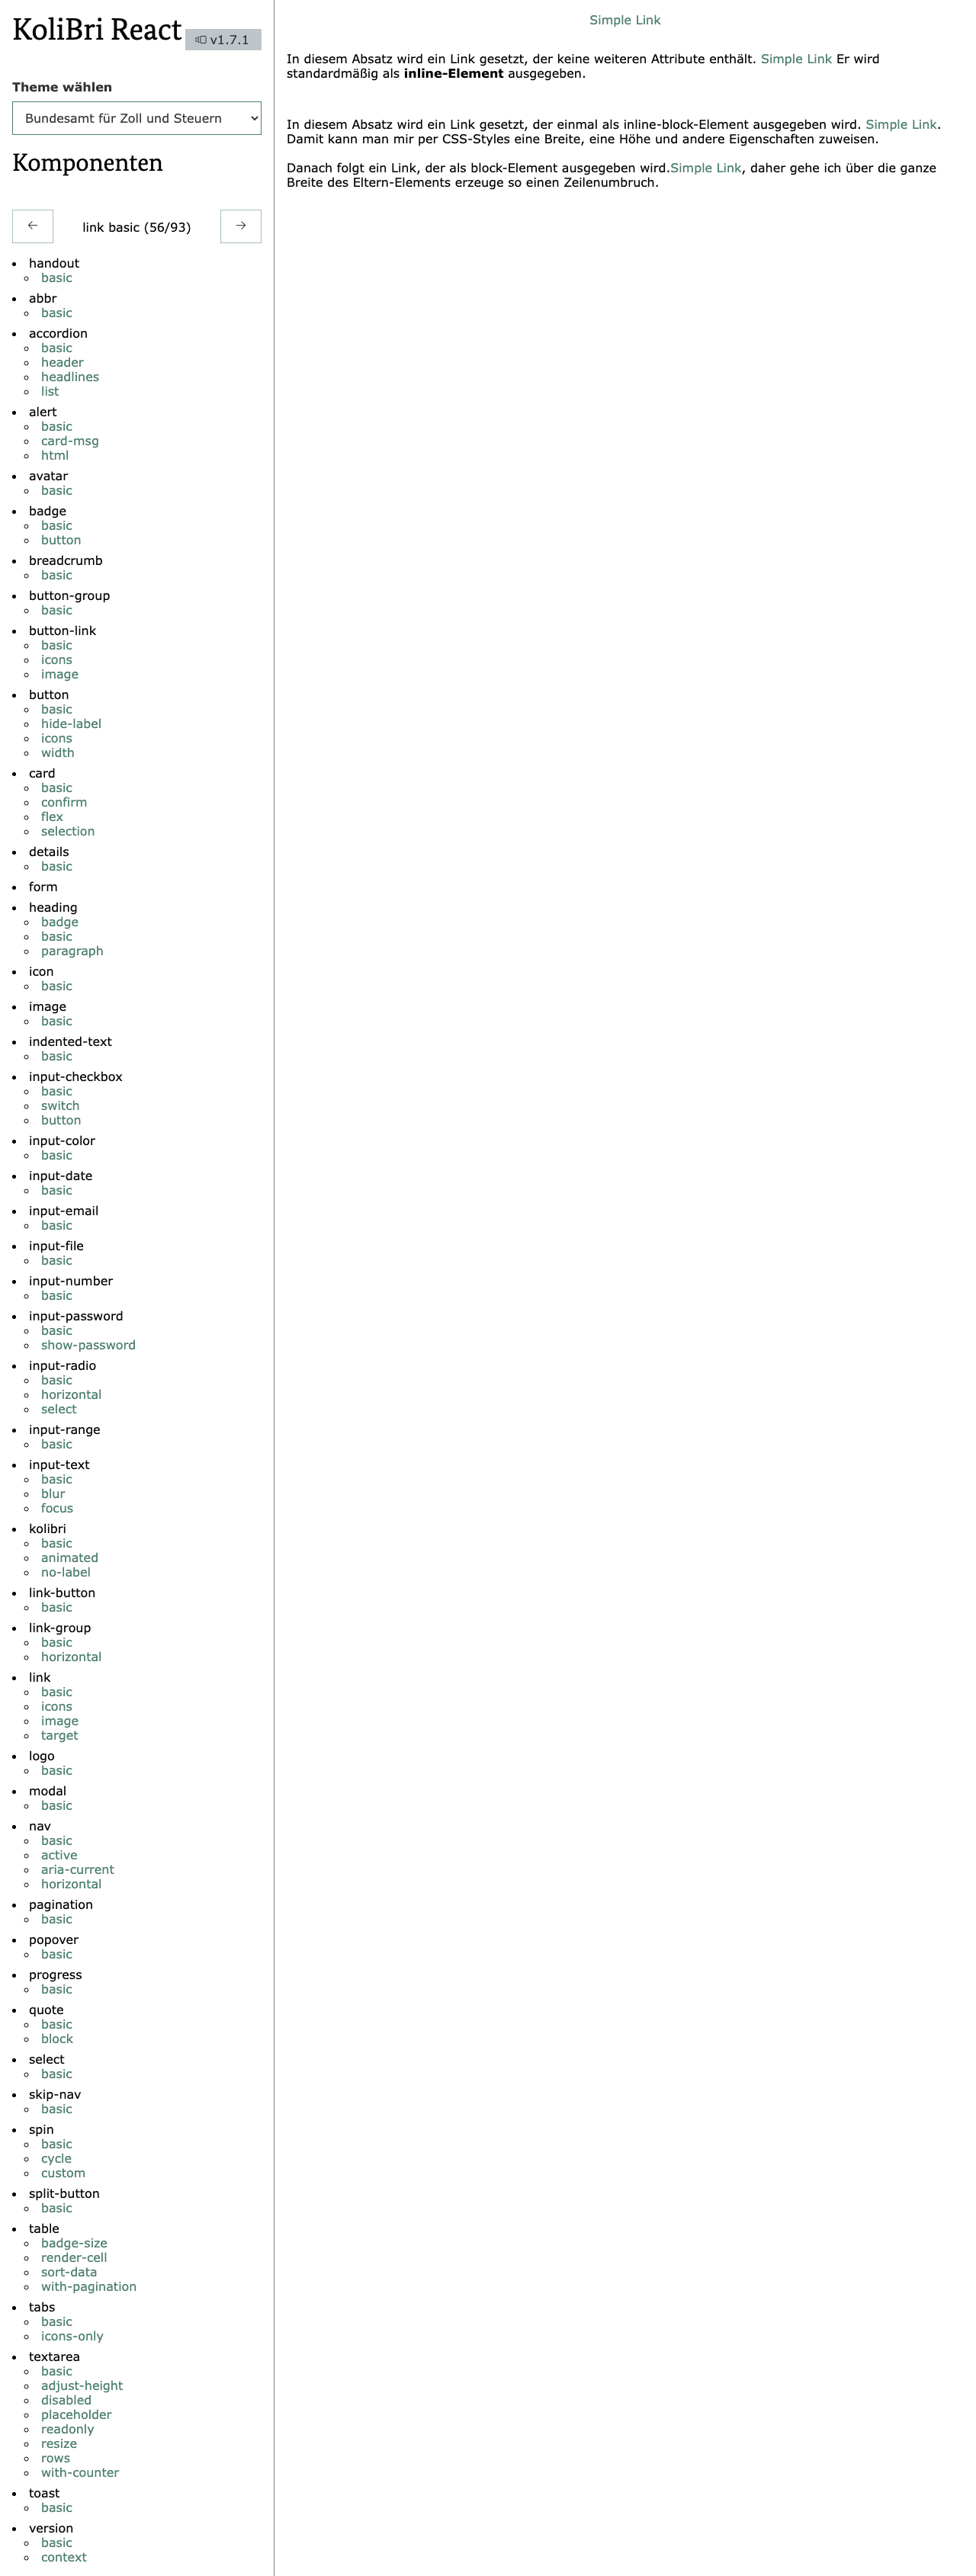 KoliBri React
v1.7.1
Theme wählen
Bundesamt für Zoll und Steuern
Komponenten
← link basic (56/93) →
handout
basic
abbr
basic
accordion
basic
header
headlines
list
alert
basic
card-msg
html
avatar
basic
badge
basic
button
breadcrumb
basic
button-group
basic
button-link
basic
icons
image
button
basic
hide-label
icons
width
card
basic
confirm
flex
selection
details
basic
form
heading
badge
basic
paragraph
icon
basic
image
basic
indented-text
basic
input-checkbox
basic
switch
button
input-color
basic
input-date
basic
input-email
basic
input-file
basic
input-number
basic
input-password
basic
show-password
input-radio
basic
horizontal
select
input-range
basic
input-text
basic
blur
focus
kolibri
basic
animated
no-label
link-button
basic
link-group
basic
horizontal
link
basic
icons
image
target
logo
basic
modal
basic
nav
basic
active
aria-current
horizontal
pagination
basic
popover
basic
progress
basic
quote
basic
block
select
basic
skip-nav
basic
spin
basic
cycle
custom
split-button
basic
table
badge-size
render-cell
sort-data
with-pagination
tabs
basic
icons-only
textarea
basic
adjust-height
disabled
placeholder
readonly
resize
rows
with-counter
toast
basic
version
basic
context
Simple Link
In diesem Absatz wird ein Link gesetzt, der keine weiteren Attribute enthält. Simple Link Er wird
standardmäßig als inline-Element ausgegeben.
In diesem Absatz wird ein Link gesetzt, der einmal als inline-block-Element ausgegeben wird. Simple Link.
Damit kann man mir per CSS-Styles eine Breite, eine Höhe und andere Eigenschaften zuweisen.
Danach folgt ein Link, der als block-Element ausgegeben wird.Simple Link, daher gehe ich über die ganze
Breite des Eltern-Elements erzeuge so einen Zeilenumbruch.